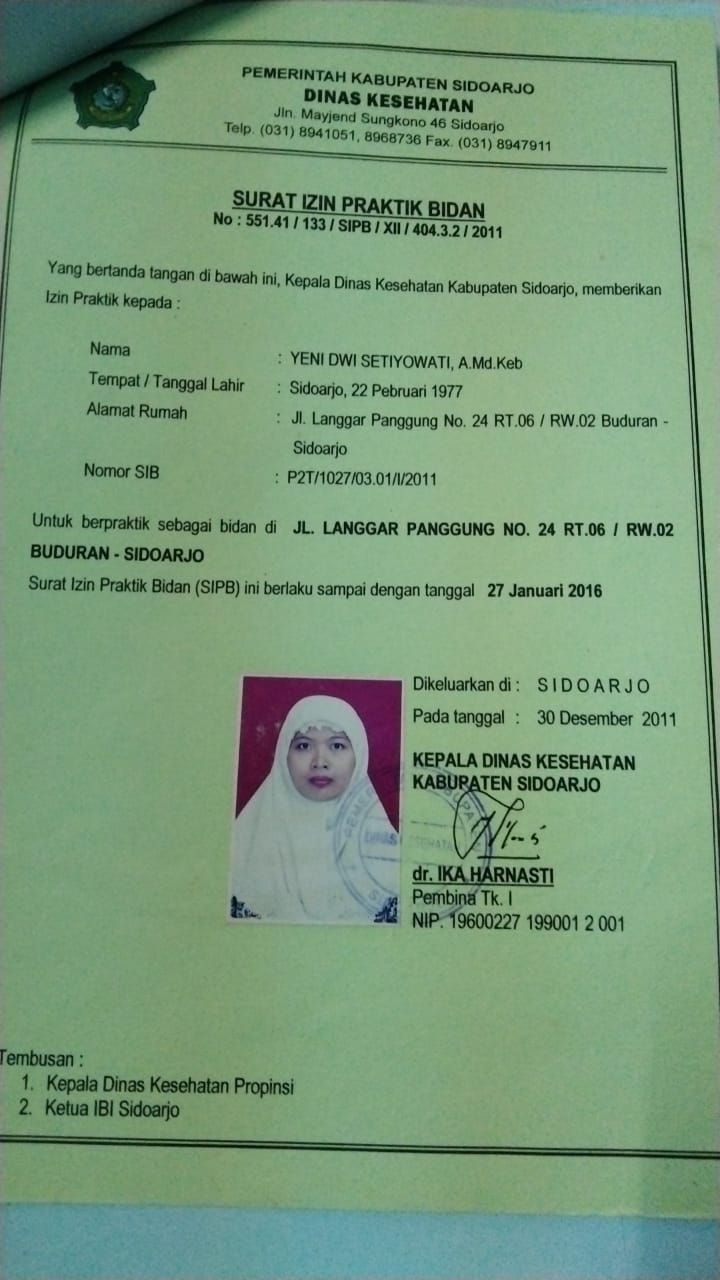 PEMERINTAH KABUPATEN SIDOARJO
DINAS KESEHATAN
Jln. Mayjend Sungkono 46 Sidoarjo
Telp. (031) 8941051, 8968736 Fax. (031) 8947911
SURAT IZIN PRAKTIK BIDAN
No : 551.41 / 133 / SIPB / XII / 404.3.2 / 2011
Yang bertanda tangan di bawah ini, Kepala Dinas Kesehatan Kabupaten Sidoarjo, memberikan
Izin Praktik kepada :
Nama : YENI DWI SETIYOWATI, A.Md.Keb
Tempat / Tanggal Lahir : Sidoarjo, 22 Pebruari 1977
Alamat Rumah : Jl. Langgar Panggung No. 24 RT.06 / RW.02 Buduran -
Sidoarjo
Nomor SIB : P2T/1027/03.01/I/2011
Untuk berpraktik sebagai bidan di JL. LANGGAR PANGGUNG NO. 24 RT.06 / RW.02
BUDURAN - SIDOARJO
Surat Izin Praktik Bidan (SIPB) ini berlaku sampai dengan tanggal 27 Januari 2016
Dikeluarkan di : S I D O A R J O
Pada tanggal : 30 Desember 2011
KEPALA DINAS KESEHATAN
KABUPATEN SIDOARJO
dr. IKA HARNASTI
Pembina Tk. I
NIP. 19600227 199001 2 001
Tembusan :
1. Kepala Dinas Kesehatan Propinsi
2. Ketua IBI Sidoarjo